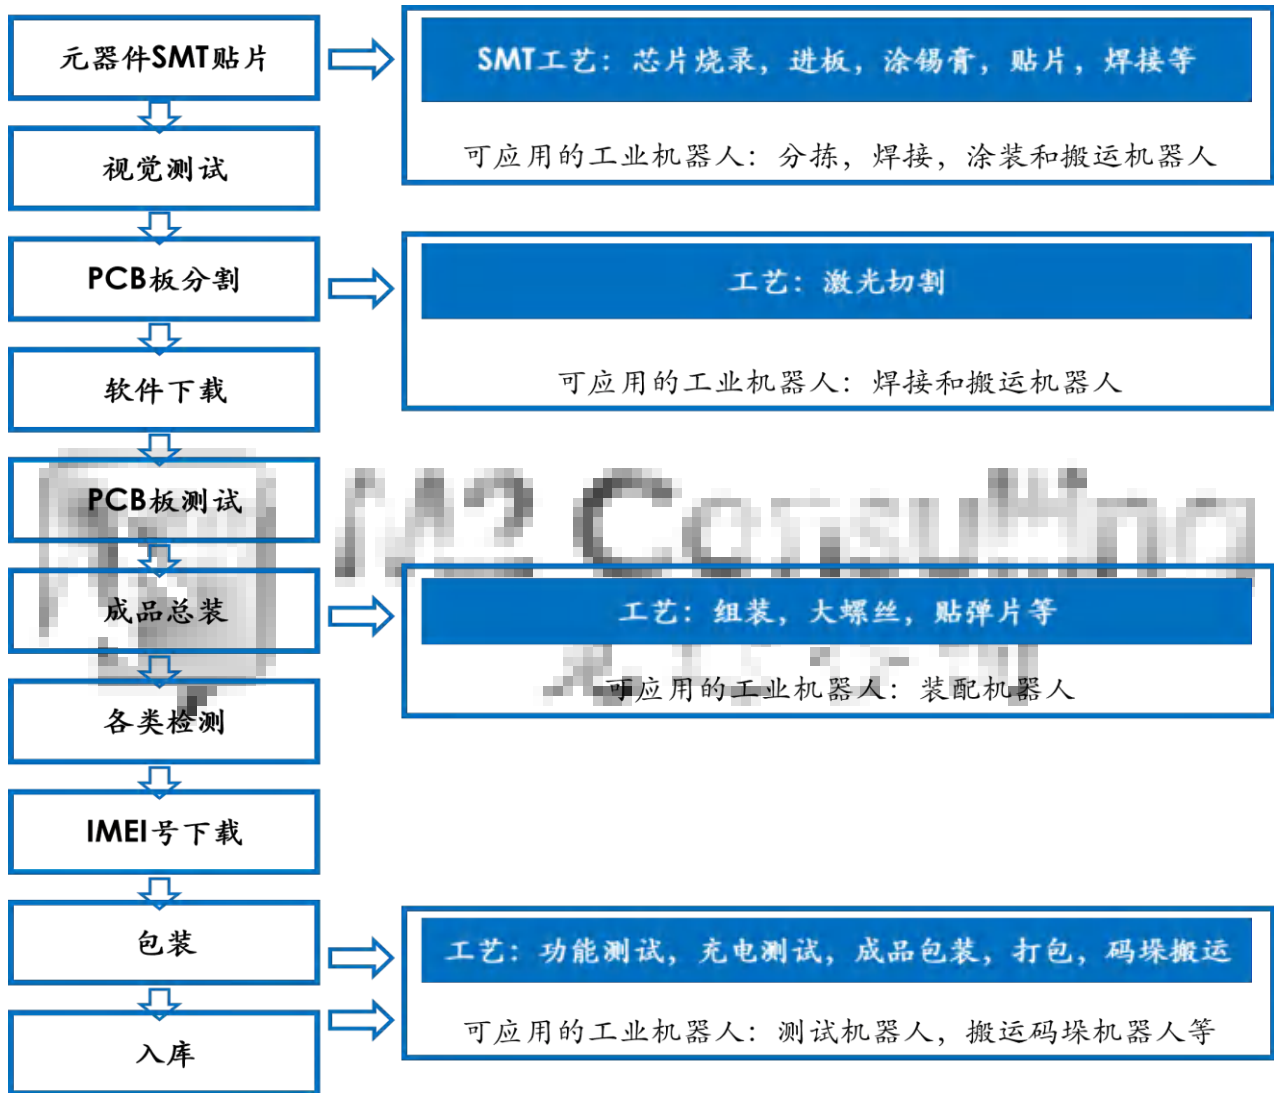 元器件SMT贴片
SMT工艺：芯片烧录，进板，涂锡膏，贴片，焊接等
可应用的工业机器人：分拣，焊接，涂装和搬运机器人
视觉测试
PCB板分割
工艺：激光切割
可应用的工业机器人：焊接和搬运机器人
软件下载
PCB板测试
M2 Consulting
成品总装
工艺：组装，大螺丝，贴弹片等
可应用的工业机器人：装配机器人
各类检测
IMEI号下载
包装
工艺：功能测试，充电测试，成品包装，打包，码垛搬运
可应用的工业机器人：测试机器人，搬运码垛机器人等
入库